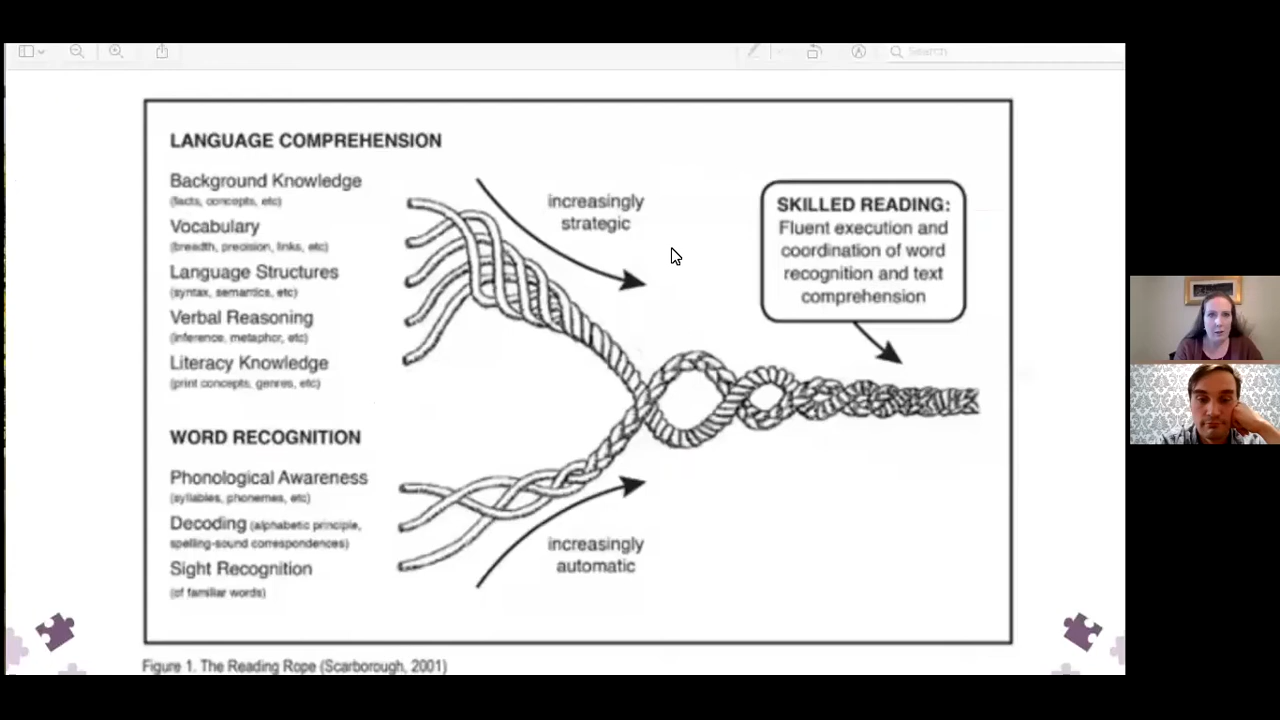 Search
LANGUAGE COMPREHENSION
Background Knowledge
(facts, concepts, etc)
Vocabulary
(breadth, precision, links, etc)
Language Structures
(syntax, semantics, etc)
Verbal Reasoning
(inference, metaphor, etc)
Literacy Knowledge
(print concepts, genres, etc)
WORD RECOGNITION
Phonological Awareness
(syllables, phonemes, etc)
Decoding (alphabetic principle,
spelling-sound correspondences)
Sight Recognition
(of familiar words)
increasingly
strategic
increasingly
automatic
SKILLED READING:
Fluent execution and
coordination of word
recognition and text
comprehension
Figure 1. The Reading Rope (Scarborough, 2001)